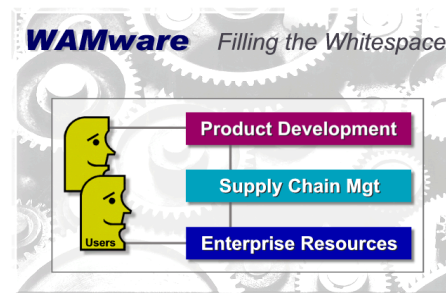 WAMware Filling the Whitespace
Product Development
Supply Chain Mgt
Users
Enterprise Resources